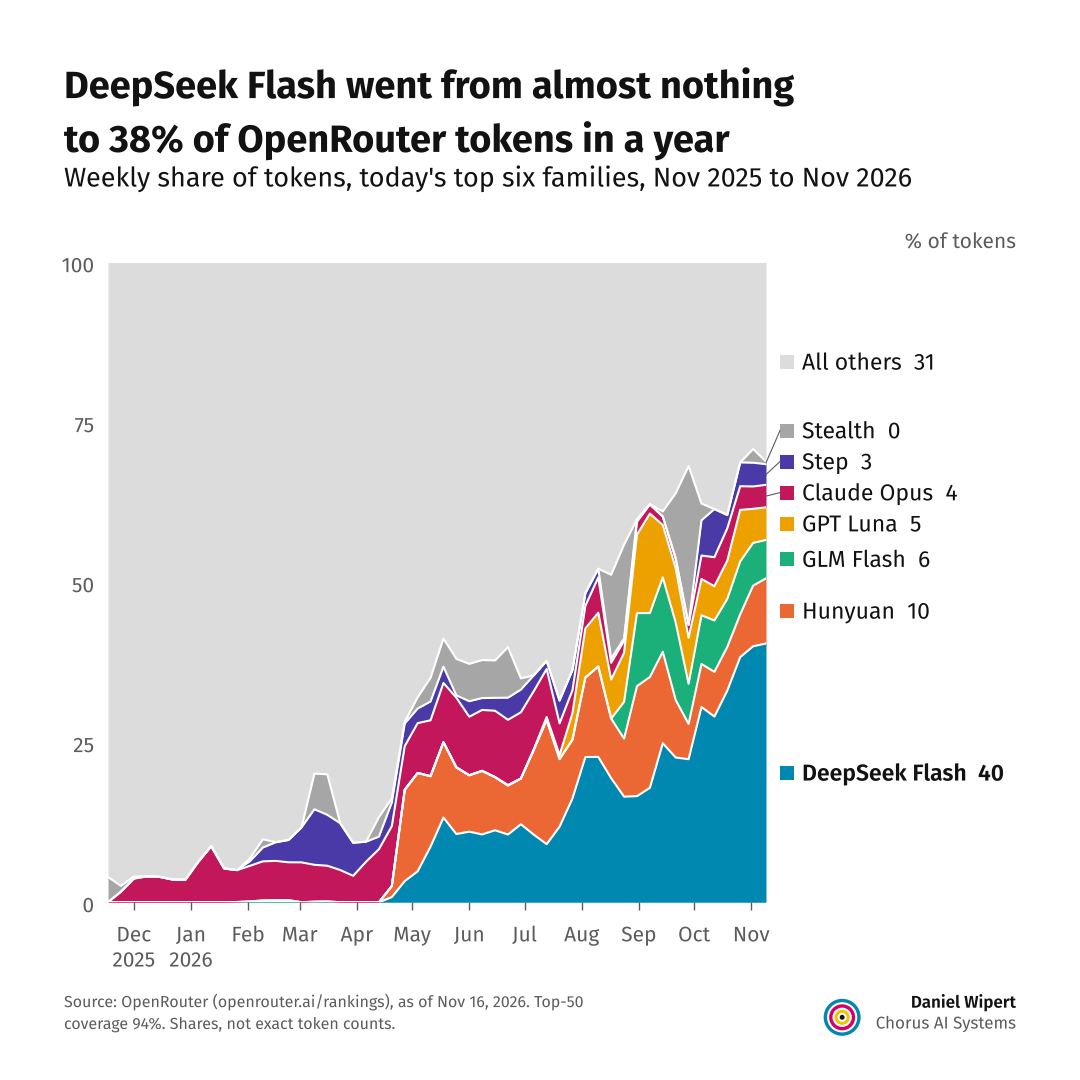 DeepSeek Flash went from almost nothing
to 38% of OpenRouter tokens in a year
Weekly share of tokens, today's top six families, Nov 2025 to Nov 2026
% of tokens
100
75
50
25
0
All others 31
Stealth 0
Step 3
Claude Opus 4
GPT Luna 5
GLM Flash 6
Hunyuan 10
DeepSeek Flash 40
Dec Jan Feb Mar Apr May Jun Jul Aug Sep Oct Nov
2025 2026
Source: OpenRouter (openrouter.ai/rankings), as of Nov 16, 2026. Top-50
coverage 94%. Shares, not exact token counts.
Daniel Wipert
Chorus AI Systems